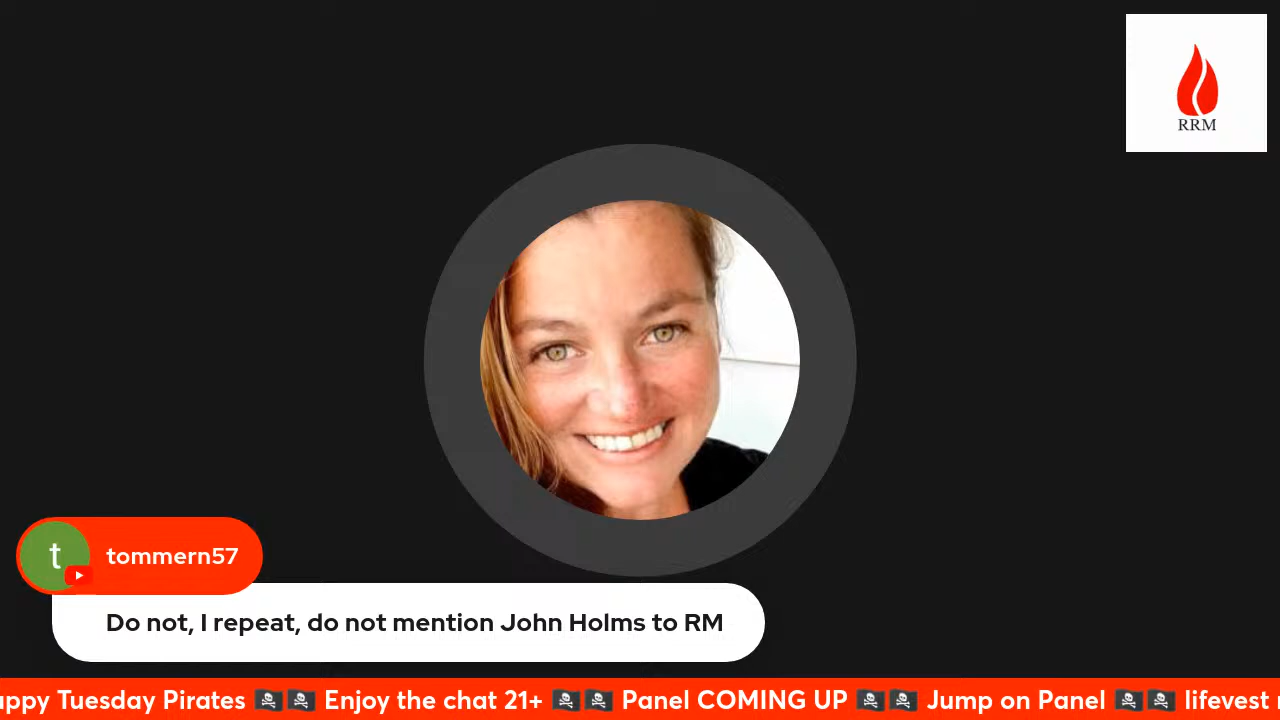 RRM
t
tommern57
Do not, I repeat, do not mention John Holms to RM
appy Tuesday Pirates 🏴‍☠️🏴‍☠️ Enjoy the chat 21+ 🏴‍☠️🏴‍☠️ Panel COMING UP 🏴‍☠️🏴‍☠️ Jump on Panel 🏴‍☠️🏴‍☠️ lifevest